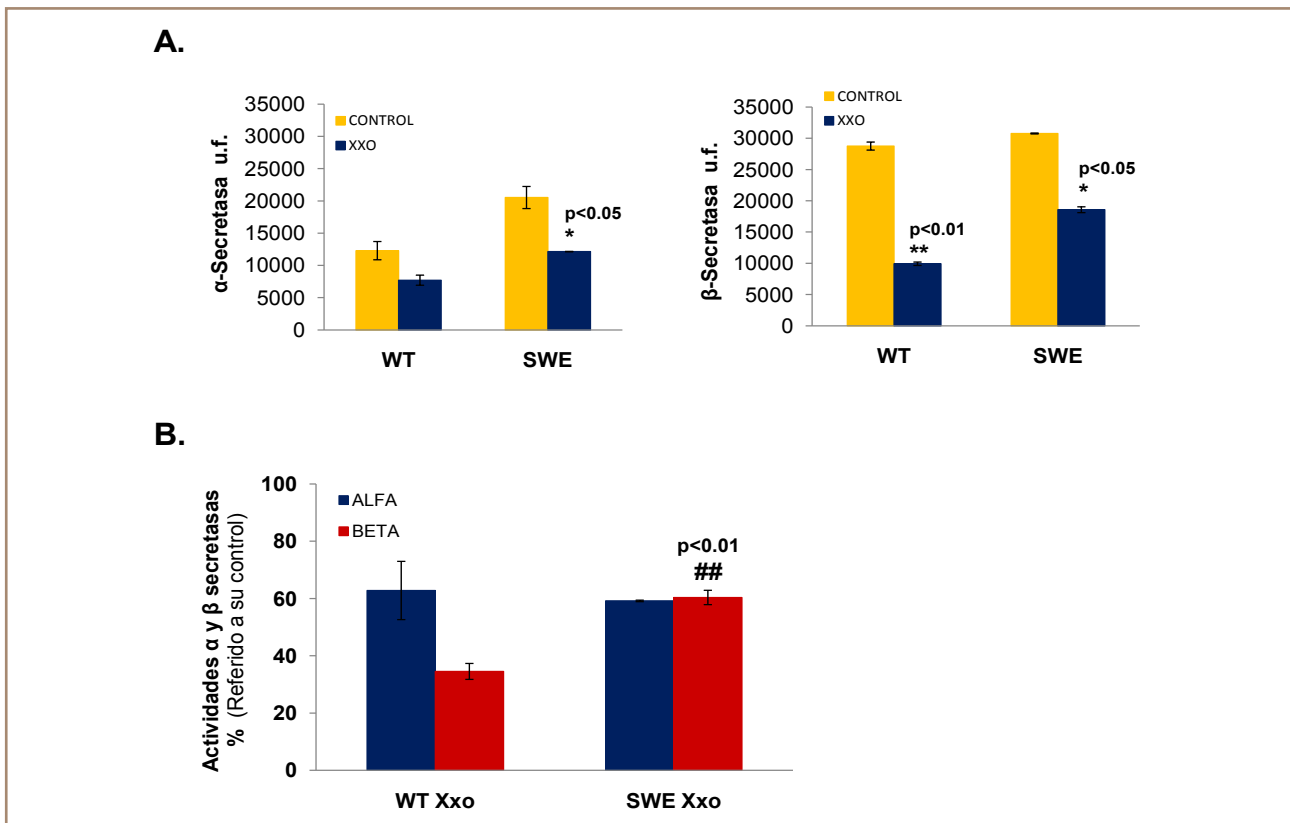 A.
α-Secretasa u.f.
35000
30000
25000
20000
15000
10000
5000
0
CONTROL
XXO
p<0.05
*
WT
SWE
β-Secretasa u.f.
35000
30000
25000
20000
15000
10000
5000
0
CONTROL
XXO
p<0.01
**
p<0.05
*
WT
SWE
B.
Actividades α y β secretasas
% (Referido a su control)
100
80
60
40
20
0
ALFA
BETA
p<0.01
##
WT Xxo
SWE Xxo